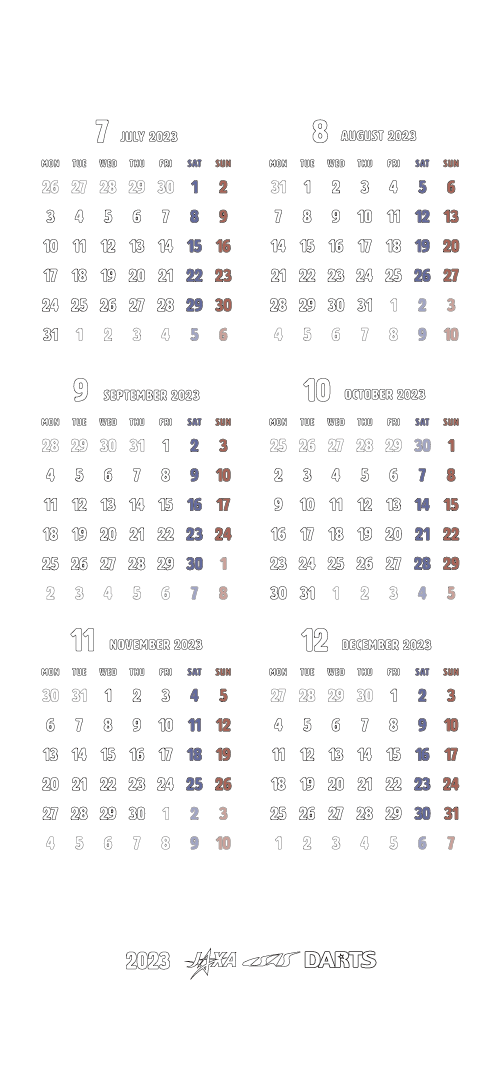 7 JULY 2023
MON TUE WED THU FRI SAT SUN
26 27 28 29 30 1 2
3 4 5 6 7 8 9
10 11 12 13 14 15 16
17 18 19 20 21 22 23
24 25 26 27 28 29 30
31 1 2 3 4 5 6
8 AUGUST 2023
MON TUE WED THU FRI SAT SUN
31 1 2 3 4 5 6
7 8 9 10 11 12 13
14 15 16 17 18 19 20
21 22 23 24 25 26 27
28 29 30 31 1 2 3
4 5 6 7 8 9 10
9 SEPTEMBER 2023
MON TUE WED THU FRI SAT SUN
28 29 30 31 1 2 3
4 5 6 7 8 9 10
11 12 13 14 15 16 17
18 19 20 21 22 23 24
25 26 27 28 29 30 1
2 3 4 5 6 7 8
10 OCTOBER 2023
MON TUE WED THU FRI SAT SUN
25 26 27 28 29 30 1
2 3 4 5 6 7 8
9 10 11 12 13 14 15
16 17 18 19 20 21 22
23 24 25 26 27 28 29
30 31 1 2 3 4 5
11 NOVEMBER 2023
MON TUE WED THU FRI SAT SUN
30 31 1 2 3 4 5
6 7 8 9 10 11 12
13 14 15 16 17 18 19
20 21 22 23 24 25 26
27 28 29 30 1 2 3
4 5 6 7 8 9 10
12 DECEMBER 2023
MON TUE WED THU FRI SAT SUN
27 28 29 30 1 2 3
4 5 6 7 8 9 10
11 12 13 14 15 16 17
18 19 20 21 22 23 24
25 26 27 28 29 30 31
1 2 3 4 5 6 7
2023 JAXA ISAS DARTS